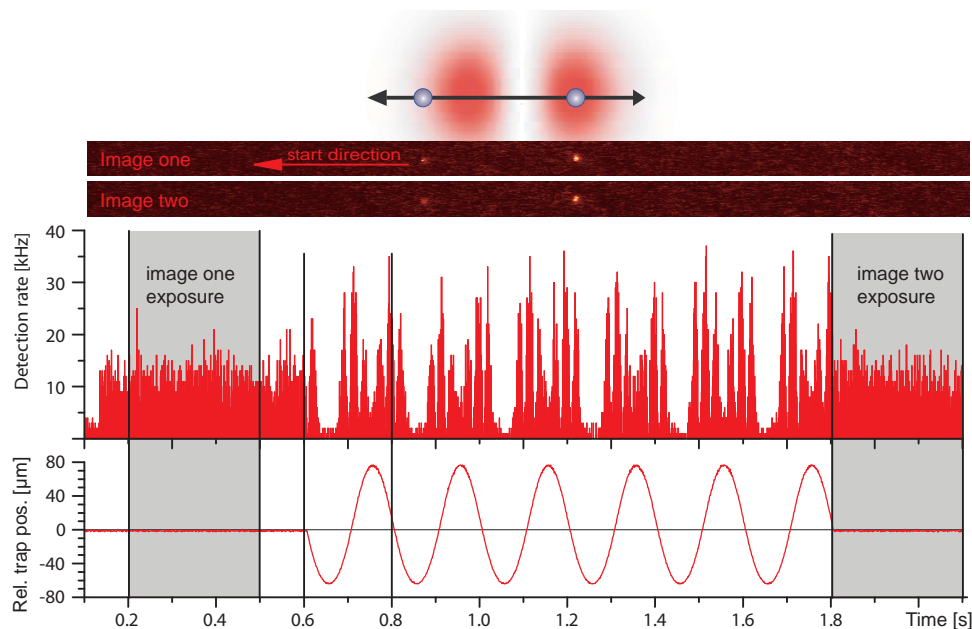 Image one
start direction
Image two
Detection rate [kHz]
40
30
20
10
image one
exposure
image two
exposure
Rel. trap pos. [µm]
80
40
0
-40
-80
0.2
0.4
0.6
0.8
1.0
1.2
1.4
1.6
1.8
Time [s]